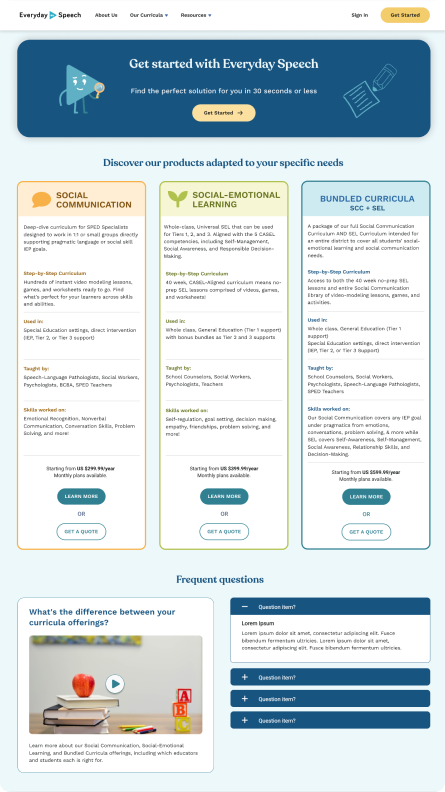 Everyday Speech
About Us
Our Curricula
Resources
Sign in
Get Started
Get started with Everyday Speech
Find the perfect solution for you in 30 seconds or less
Get Started →
Discover our products adapted to your specific needs
SOCIAL
COMMUNICATION
Deep-dive curriculum for SPED Specialists
designed to work in 1:1 or small groups directly
supporting pragmatic language or social skill
IEP goals.
Step-by-Step Curriculum
Hundreds of instant video modeling lessons,
games, and worksheets ready to go. Find
what's perfect for your learners across skills
and abilities.
Used in:
Special Education settings, direct intervention
(IEP, Tier 2, or Tier 3 support)
Taught by:
Speech-Language Pathologists, Social Workers,
Psychologists, BCBA, SPED Teachers
Skills worked on:
Emotional Recognition, Nonverbal
Communication, Conversation Skills, Problem
Solving, and more!
Starting from US $299.99/year
Monthly plans available.
LEARN MORE
OR
GET A QUOTE
SOCIAL-EMOTIONAL
LEARNING
Whole-class, Universal SEL that can be used
for Tiers 1, 2, and 3. Aligned with the 5 CASEL
competencies, including Self-Management,
Social Awareness, and Responsible Decision-
Making.
Step-by-Step Curriculum
40 week, CASEL-Aligned curriculum means no-
prep SEL lessons comprised of videos, games,
and worksheets!
Used in:
Whole class, General Education (Tier 1 support)
with bonus bundles as Tier 2 and 3 supports
Taught by:
School Counselors, Social Workers,
Psychologists, Teachers
Skills worked on:
Self-regulation, goal setting, decision making,
empathy, friendships, problem solving, and
more!
Starting from US $399.99/year
Monthly plans available.
LEARN MORE
OR
GET A QUOTE
BUNDLED CURRICULA
SCC + SEL
A package of our full Social Communication
Curriculum AND SEL Curriculum intended for
an entire district to cover all students' social-
emotional learning and social communication
needs.
Step-by-Step Curriculum
Access to both the 40 week no-prep SEL
lessons and entire Social Communication
library of video-modeling lessons, games, and
activities.
Used in:
Whole class, General Education (Tier 1
support)
Special Education settings, direct intervention
(IEP, Tier 2, or Tier 3 Support)
Taught by:
School Counselors, Social Workers,
Psychologists, Speech-Language Pathologists,
SPED Teachers
Skills worked on:
Our Social Communication covers any IEP goal
under pragmatics from emotions,
conversations, problem solving, & more while
SEL covers Self-Awareness, Self-Management,
Social Awareness, Relationship Skills, and
Decision-Making.
Starting from US $599.99/year
Monthly plans available.
LEARN MORE
OR
GET A QUOTE
Frequent questions
What's the difference between your
curricula offerings?
A
B
Learn more about our Social Communication, Social-Emotional
Learning, and Bundled Curricula offerings, including which educators
and students each is right for.
Question item?
Lorem Ipsum
Lorem ipsum dolor sit amet, consectetur adipiscing elit. Fusce
bibendum fermentum ultricies. Lorem ipsum dolor sit amet,
consectetur adipiscing elit. Fusce bibendum fermentum ultricies.
Question item?
Question item?
Question item?